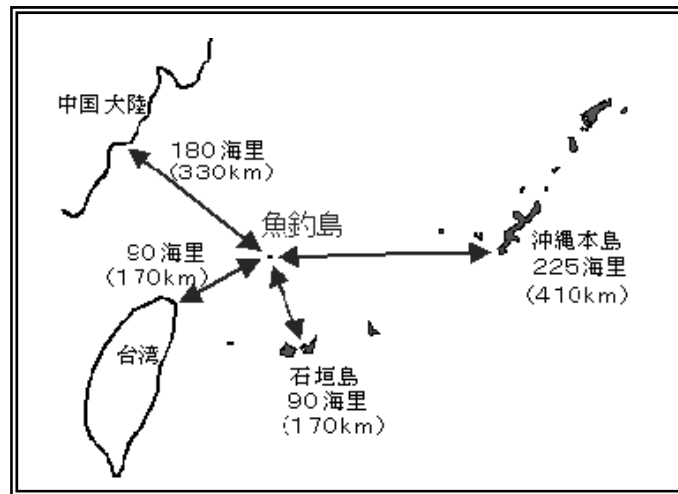 中国大陸
180海里
(330km)
魚釣島
90海里
(170km)
沖縄本島
225海里
(410km)
台湾
石垣島
90海里
(170km)